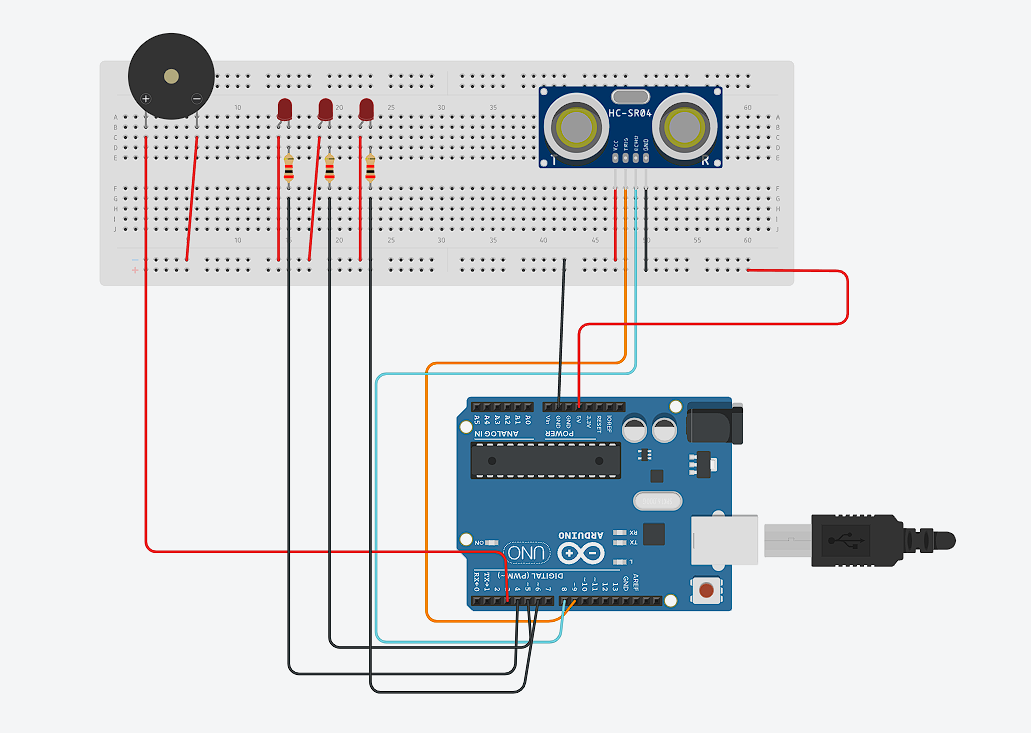 + -
10 20 25 30 35 60
A A
B B
C C
D D
E E
HC-SR04
VCC TRIG ECHO GND
T R
F F
G G
H H
I I
J J
10 20 25 30 40 45 50 55 60
-
+
A5 A4 A3 A2 A1 A0 Vin GND GND 5V 3.3V RESET IOREF
ANALOG IN POWER
ON UNO ARDUINO RX
TX
L
DIGITAL (PWM~)
RX←0 TX→1 2 4 ~5 ~6 7 8 ~9 ~10 ~11 12 13 GND AREF